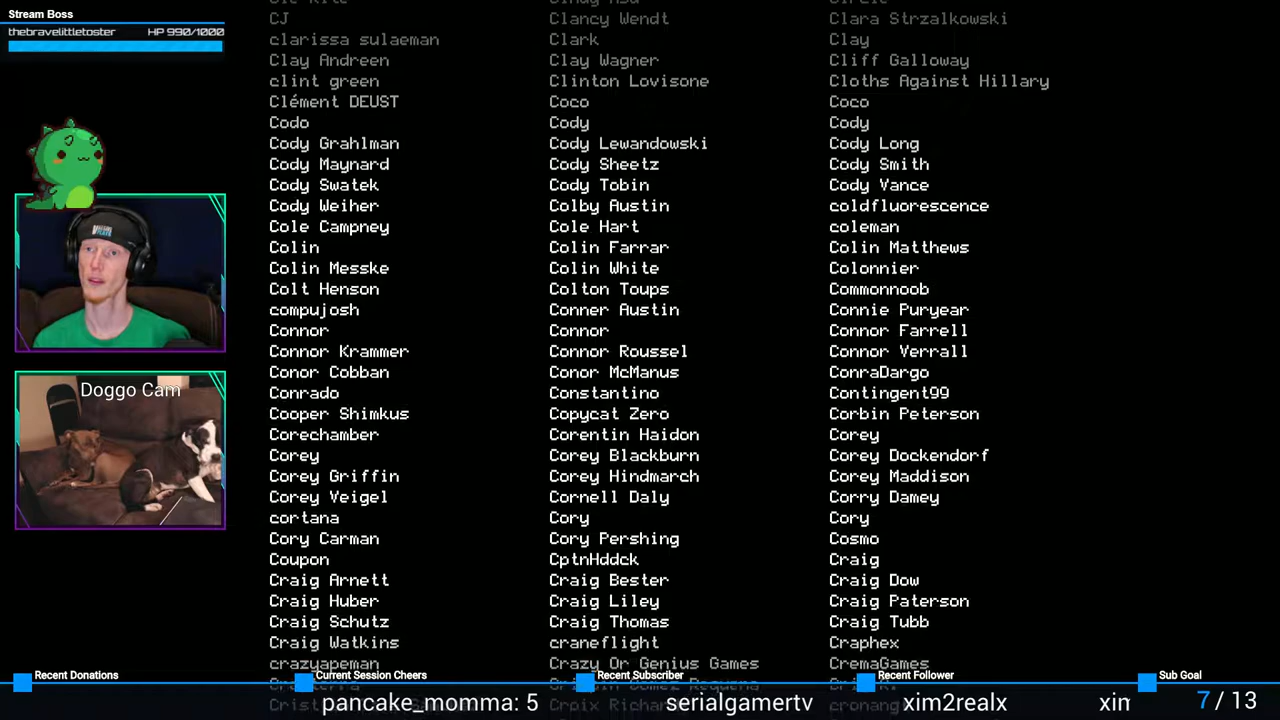 Stream Boss
thebravelittletoster HP 990/1000
CJ Clancy Wendt Clara Strzalkowski
clarissa sulaeman Clark Clay
Clay Andreen Clay Wagner Cliff Galloway
clint green Clinton Lovisone Cloths Against Hillary
Clément DEUST Coco Coco
Codo Cody Cody
Cody Grahlman Cody Lewandowski Cody Long
Cody Maynard Cody Sheetz Cody Smith
Cody Swatek Cody Tobin Cody Vance
Cody Weiher Colby Austin coldfluorescence
Cole Campney Cole Hart coleman
Colin Colin Farrar Colin Matthews
Colin Messke Colin White Colonnier
Colt Henson Colton Toups Commonnoob
compujosh Conner Austin Connie Puryear
Connor Connor Connor Farrell
Connor Krammer Connor Roussel Connor Verrall
Conor Cobban Conor McManus ConraDargo
Conrado Constantino Contingent99
Cooper Shimkus Copycat Zero Corbin Peterson
Corechamber Corentin Haidon Corey
Corey Corey Blackburn Corey Dockendorf
Corey Griffin Corey Hindmarch Corey Maddison
Corey Veigel Cornell Daly Corry Damey
cortana Cory Cory
Cory Carman Cory Pershing Cosmo
Coupon CptnHddck Craig
Craig Arnett Craig Bester Craig Dow
Craig Huber Craig Liley Craig Paterson
Craig Schutz Craig Thomas Craig Tubb
Craig Watkins craneflight Craphex
crazyapeman Crazy Or Genius Games CremaGames
Doggo Cam
Recent Donations Current Session Cheers Recent Subscriber Recent Follower Sub Goal
pancake_momma: 5 serialgamertv xim2realx xim 7 / 13